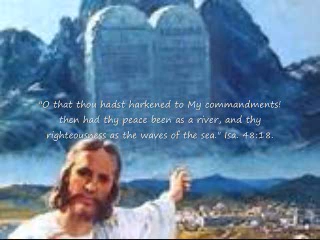 "O that thou hadst harkened to My commandments!
then had thy peace been as a river, and thy
righteousness as the waves of the sea." Isa. 48:18.